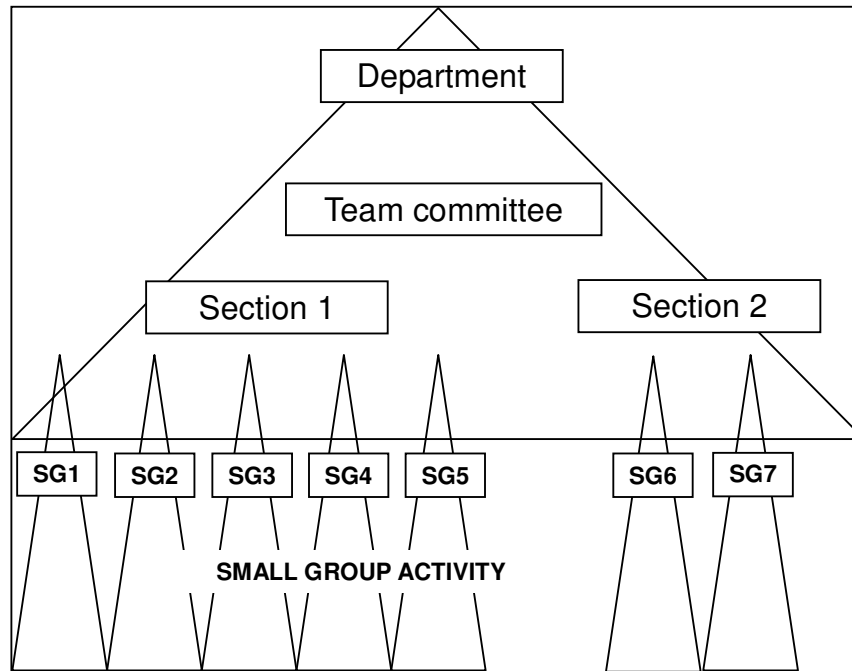 Department
Team committee
Section 1
Section 2
SG1
SG2
SG3
SG4
SG5
SG6
SG7
SMALL GROUP ACTIVITY